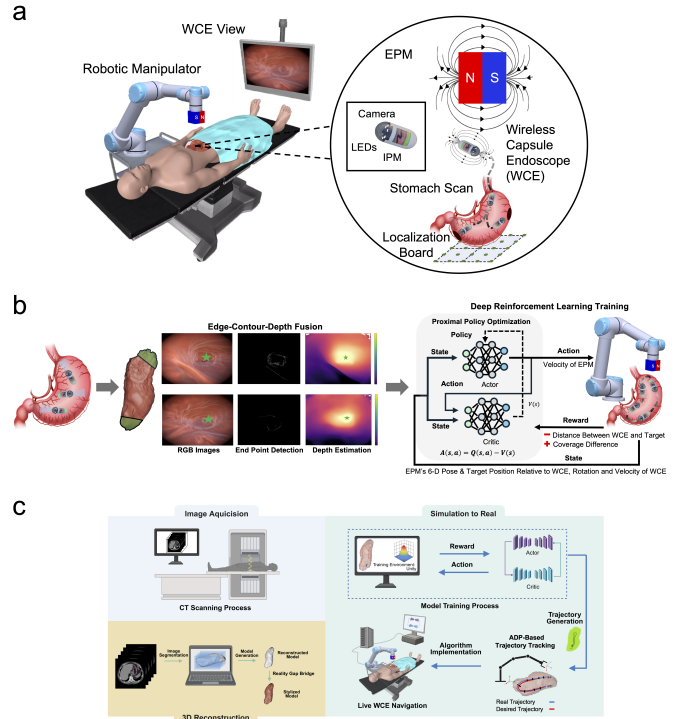 a
WCE View
EPM
Robotic Manipulator
N S
S N
Camera
LEDs
IPM
Wireless
Capsule
Endoscope
(WCE)
Stomach Scan
Localization
Board
b
Deep Reinforcement Learning Training
Edge-Contour-Depth Fusion
Proximal Policy Optimization
Policy
State
Actor
Action
Velocity of EPM
Action
V(s)
State
Critic
Reward
Distance Between WCE and Target
Coverage Difference
State
A(s, a) = Q(s, a) − V(s)
RGB Images
End Point Detection
Depth Estimation
EPM's 6-D Pose & Target Position Relative to WCE, Rotation and Velocity of WCE
c
Image Aquicision
Simulation to Real
CT Scanning Process
Training Environment:
Unity
Reward
Action
Actor
Critic
Model Training Process
Trajectory
Generation
Image
Segmentation
Model
Generation
Reconstructed
Model
Reality Gap
Bridge
Stylized
Model
3D Reconstruction
Algorithm
Implementation
ADP-Based
Trajectory Tracking
Live WCE Navigation
Real Trajectory
Desired Trajectory